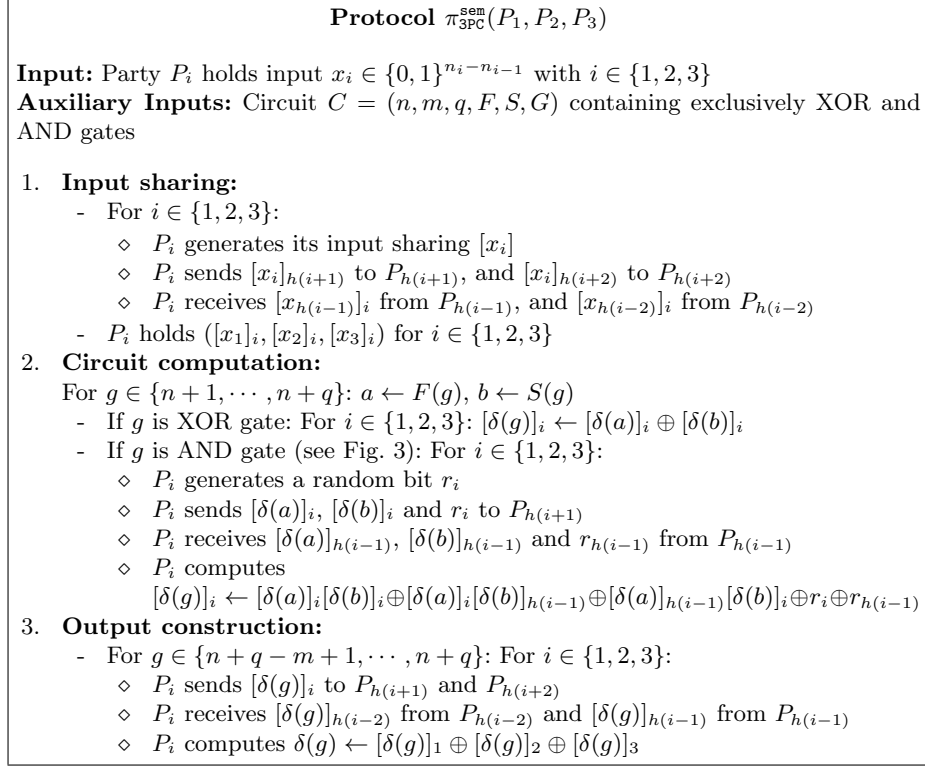 Protocol π_{3PC}^{sem}(P_1, P_2, P_3)
Input: Party P_i holds input x_i ∈ {0, 1}^{n_i−n_{i−1}} with i ∈ {1, 2, 3}
Auxiliary Inputs: Circuit C = (n, m, q, F, S, G) containing exclusively XOR and
AND gates
1. Input sharing:
- For i ∈ {1, 2, 3}:
⋄ P_i generates its input sharing [x_i]
⋄ P_i sends [x_i]_{h(i+1)} to P_{h(i+1)}, and [x_i]_{h(i+2)} to P_{h(i+2)}
⋄ P_i receives [x_{h(i−1)}]_i from P_{h(i−1)}, and [x_{h(i−2)}]_i from P_{h(i−2)}
- P_i holds ([x_1]_i, [x_2]_i, [x_3]_i) for i ∈ {1, 2, 3}
2. Circuit computation:
For g ∈ {n + 1, ⋯ , n + q}: a ← F(g), b ← S(g)
- If g is XOR gate: For i ∈ {1, 2, 3}: [δ(g)]_i ← [δ(a)]_i ⊕ [δ(b)]_i
- If g is AND gate (see Fig. 3): For i ∈ {1, 2, 3}:
⋄ P_i generates a random bit r_i
⋄ P_i sends [δ(a)]_i, [δ(b)]_i and r_i to P_{h(i+1)}
⋄ P_i receives [δ(a)]_{h(i−1)}, [δ(b)]_{h(i−1)} and r_{h(i−1)} from P_{h(i−1)}
⋄ P_i computes
[δ(g)]_i ← [δ(a)]_i[δ(b)]_i⊕[δ(a)]_i[δ(b)]_{h(i−1)}⊕[δ(a)]_{h(i−1)}[δ(b)]_i⊕r_i⊕r_{h(i−1)}
3. Output construction:
- For g ∈ {n + q − m + 1, ⋯ , n + q}: For i ∈ {1, 2, 3}:
⋄ P_i sends [δ(g)]_i to P_{h(i+1)} and P_{h(i+2)}
⋄ P_i receives [δ(g)]_{h(i−2)} from P_{h(i−2)} and [δ(g)]_{h(i−1)} from P_{h(i−1)}
⋄ P_i computes δ(g) ← [δ(g)]_1 ⊕ [δ(g)]_2 ⊕ [δ(g)]_3